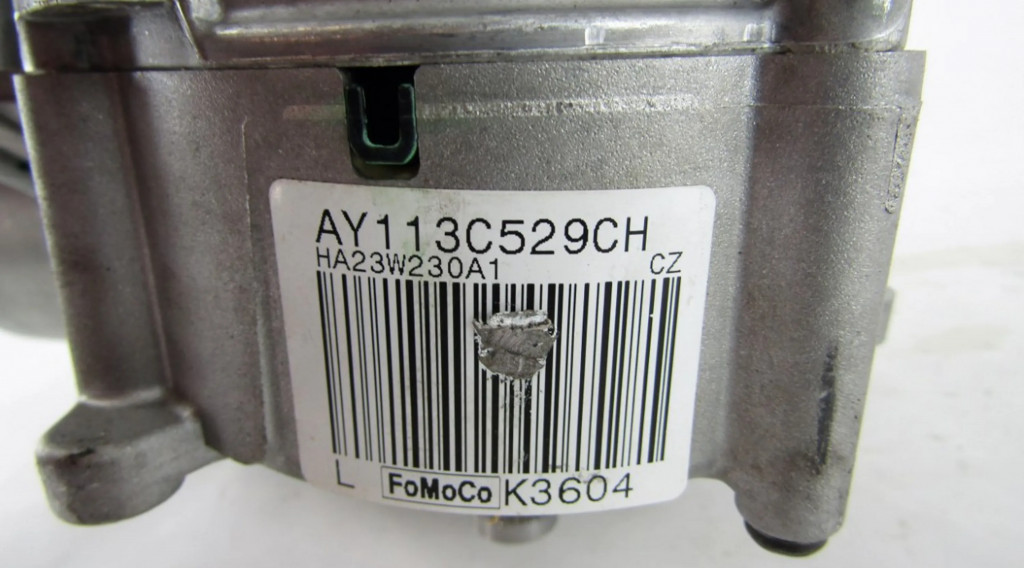 AY113C529CH
HA23W230A1 CZ
L FoMoCo K3604